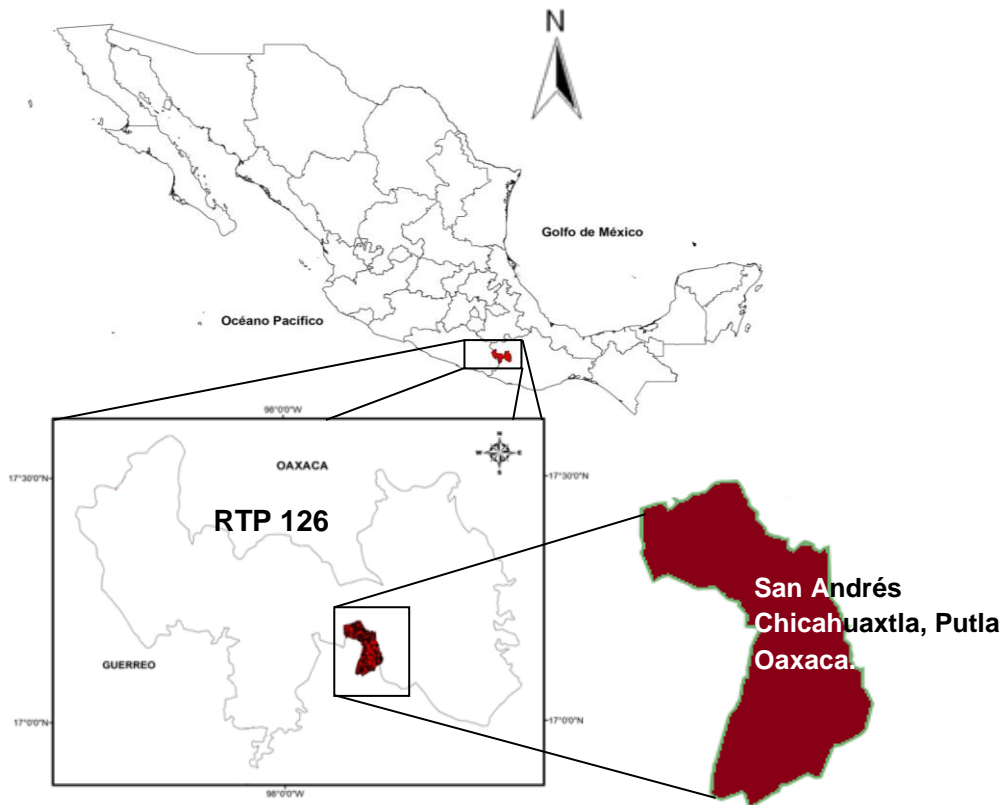 N
Golfo de México
Océano Pacífico
98°0'0"W
N
W
E
S
OAXACA
17°30'0"N
17°30'0"N
RTP 126
San Andrés
Chicahuaxtla, Putla
Oaxaca.
GUERREO
17°0'0"N
17°0'0"N
98°0'0"W